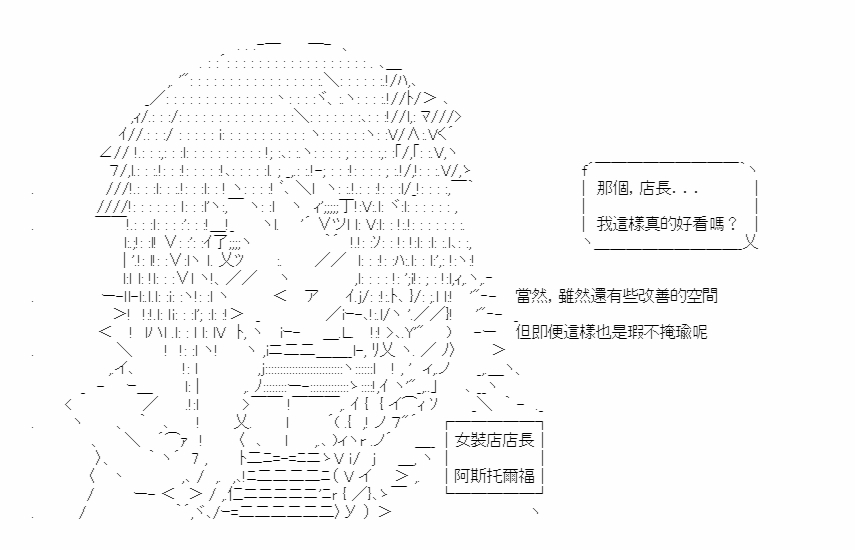 那個, 店長. . .
我這樣真的好看嗎？
當然, 雖然還有些改善的空間
但即便這樣也是瑕不掩瑜呢
女裝店店長
阿斯托爾福